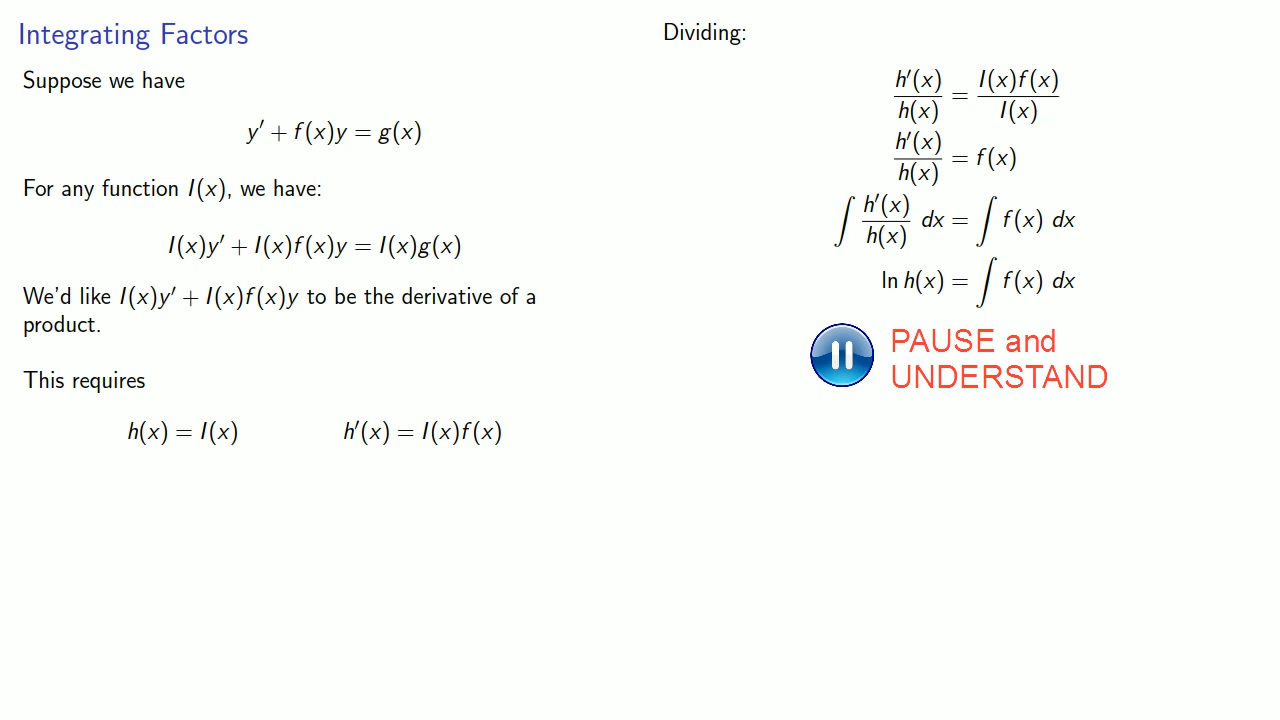 Integrating Factors
Suppose we have
y′ + f(x)y = g(x)
For any function I(x), we have:
I(x)y′ + I(x)f(x)y = I(x)g(x)
We'd like I(x)y′ + I(x)f(x)y to be the derivative of a
product.
This requires
h(x) = I(x) h′(x) = I(x)f(x)
Dividing:
h′(x)/h(x) = I(x)f(x)/I(x)
h′(x)/h(x) = f(x)
∫ h′(x)/h(x) dx = ∫ f(x) dx
ln h(x) = ∫ f(x) dx
PAUSE and
UNDERSTAND